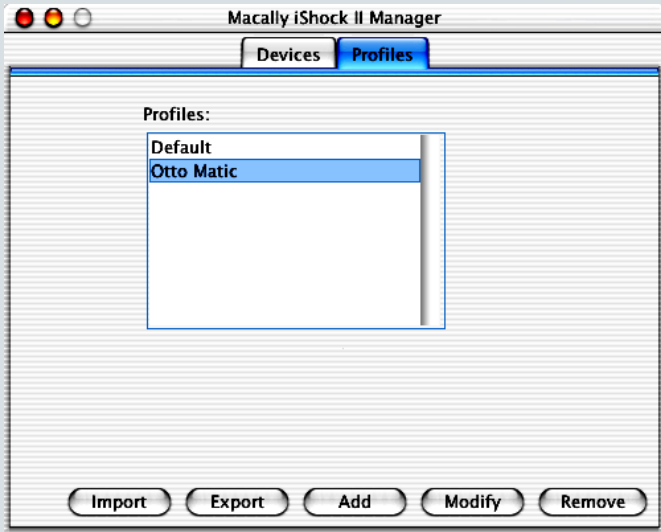 Macally iShock II Manager
Devices Profiles
Profiles:
Default
Otto Matic
Import Export Add Modify Remove